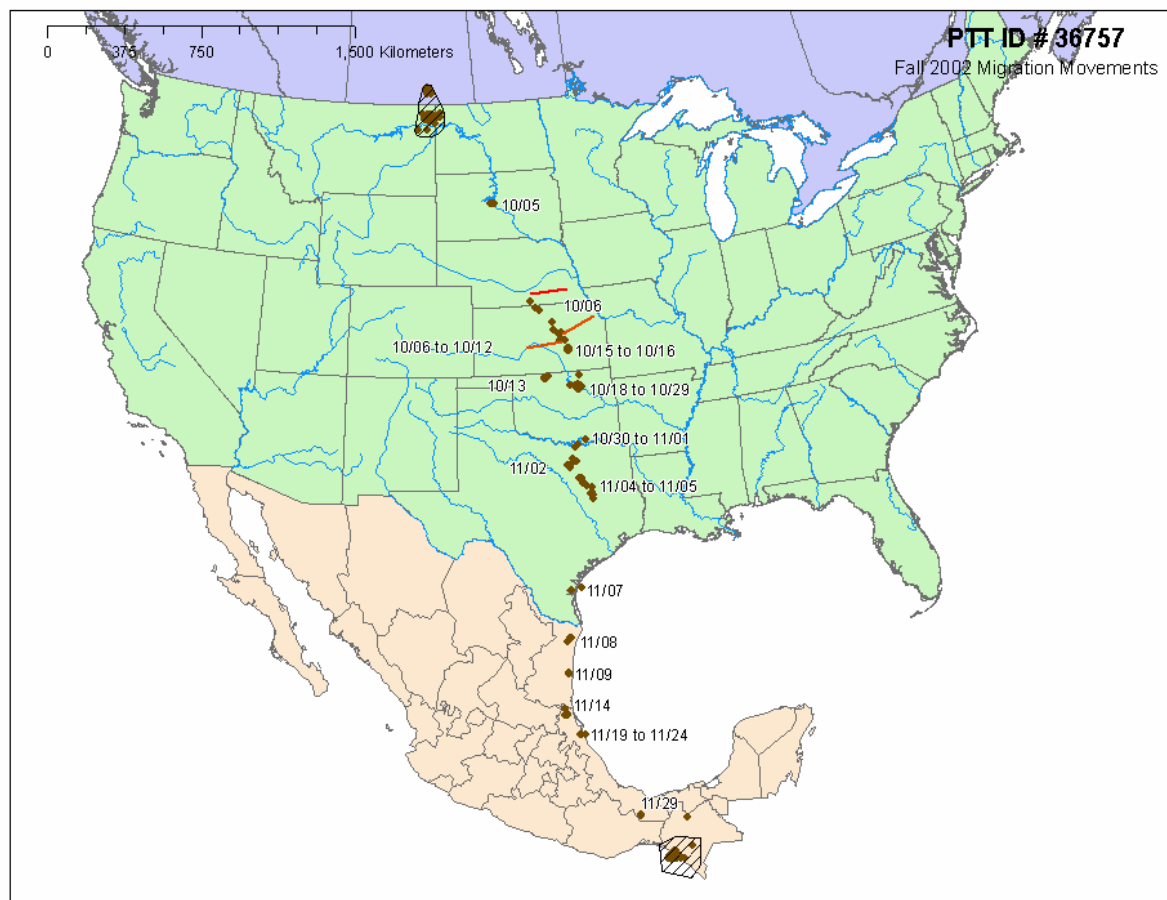 PTT ID # 36757
Fall 2002 Migration Movements
0 375 750 1,500 Kilometers
10/05
10/06
10/06 to 10/12
10/15 to 10/16
10/13
10/18 to 10/29
10/30 to 11/01
11/02
11/04 to 11/05
11/07
11/08
11/09
11/14
11/19 to 11/24
11/29